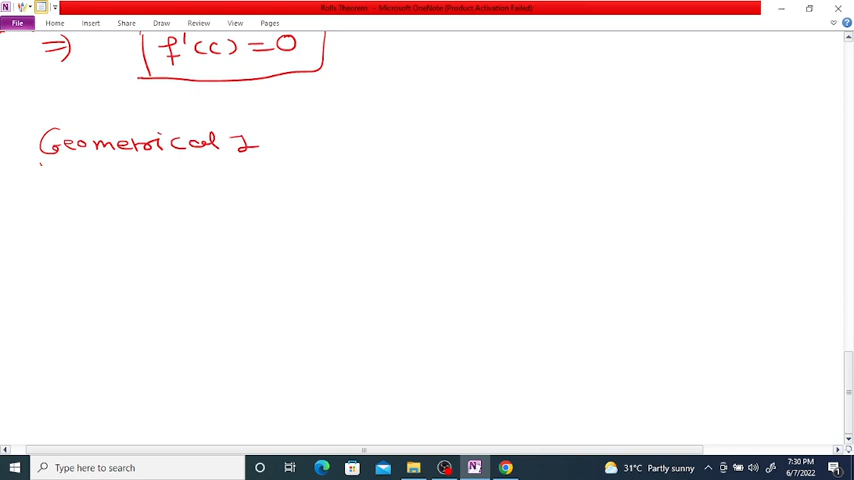 Rolls Theorem - Microsoft OneNote (Product Activation Failed)
File Home Insert Share Draw Review View Pages
⇒ f'(c) = 0
Geometrical I
Type here to search
31°C Partly sunny
7:30 PM
6/7/2022